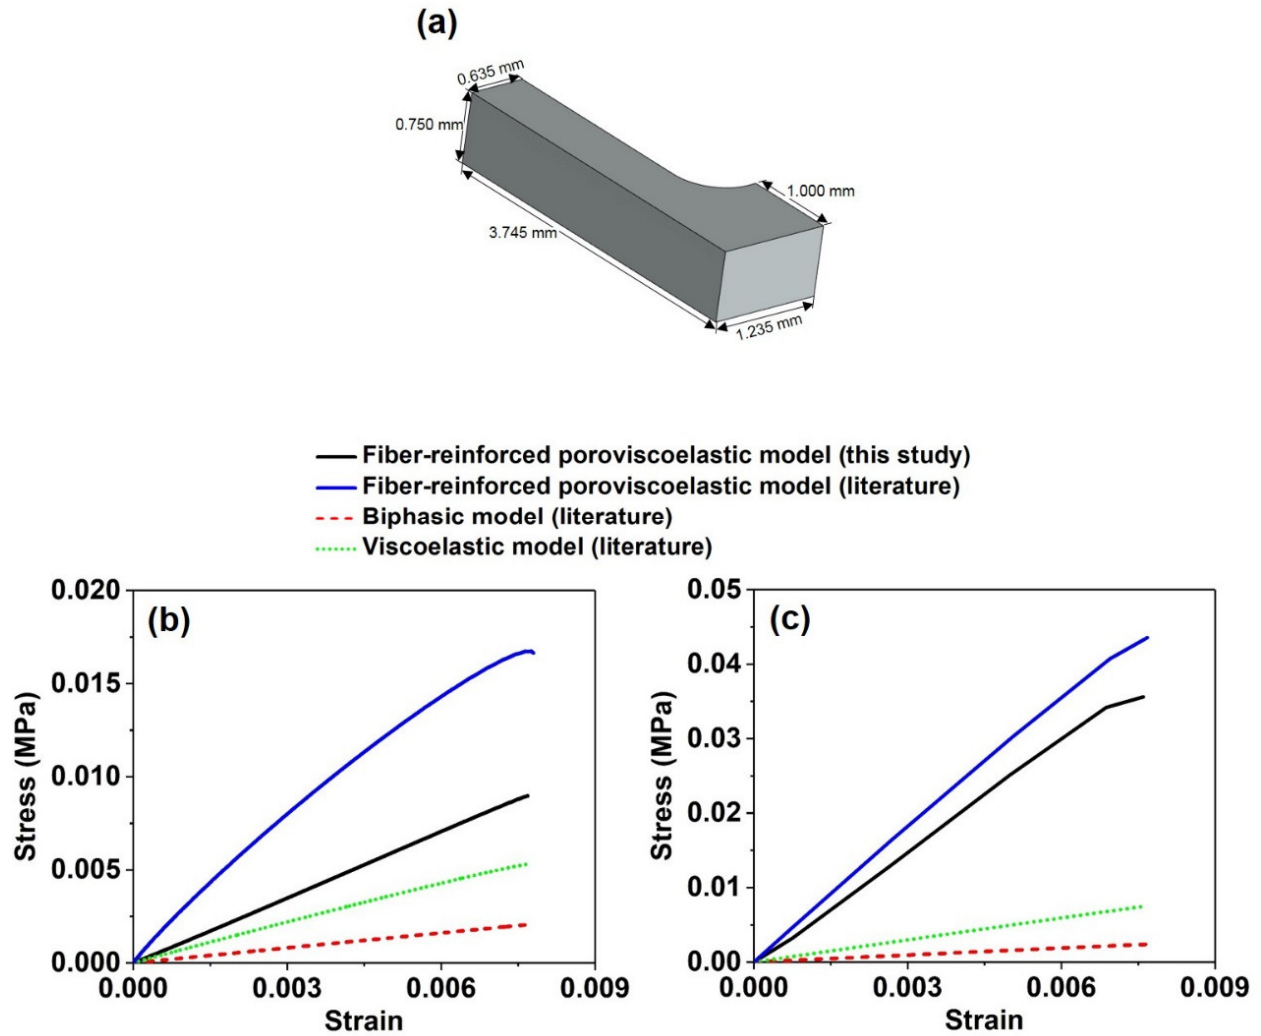 (a)
0.635 mm
0.750 mm
1.000 mm
3.745 mm
1.235 mm
Fiber-reinforced poroviscoelastic model (this study)
Fiber-reinforced poroviscoelastic model (literature)
Biphasic model (literature)
Viscoelastic model (literature)
(b)
Stress (MPa)
0.020
0.015
0.010
0.005
0.000
0.000 0.003 0.006 0.009
Strain
(c)
Stress (MPa)
0.05
0.04
0.03
0.02
0.01
0.00
0.000 0.003 0.006 0.009
Strain